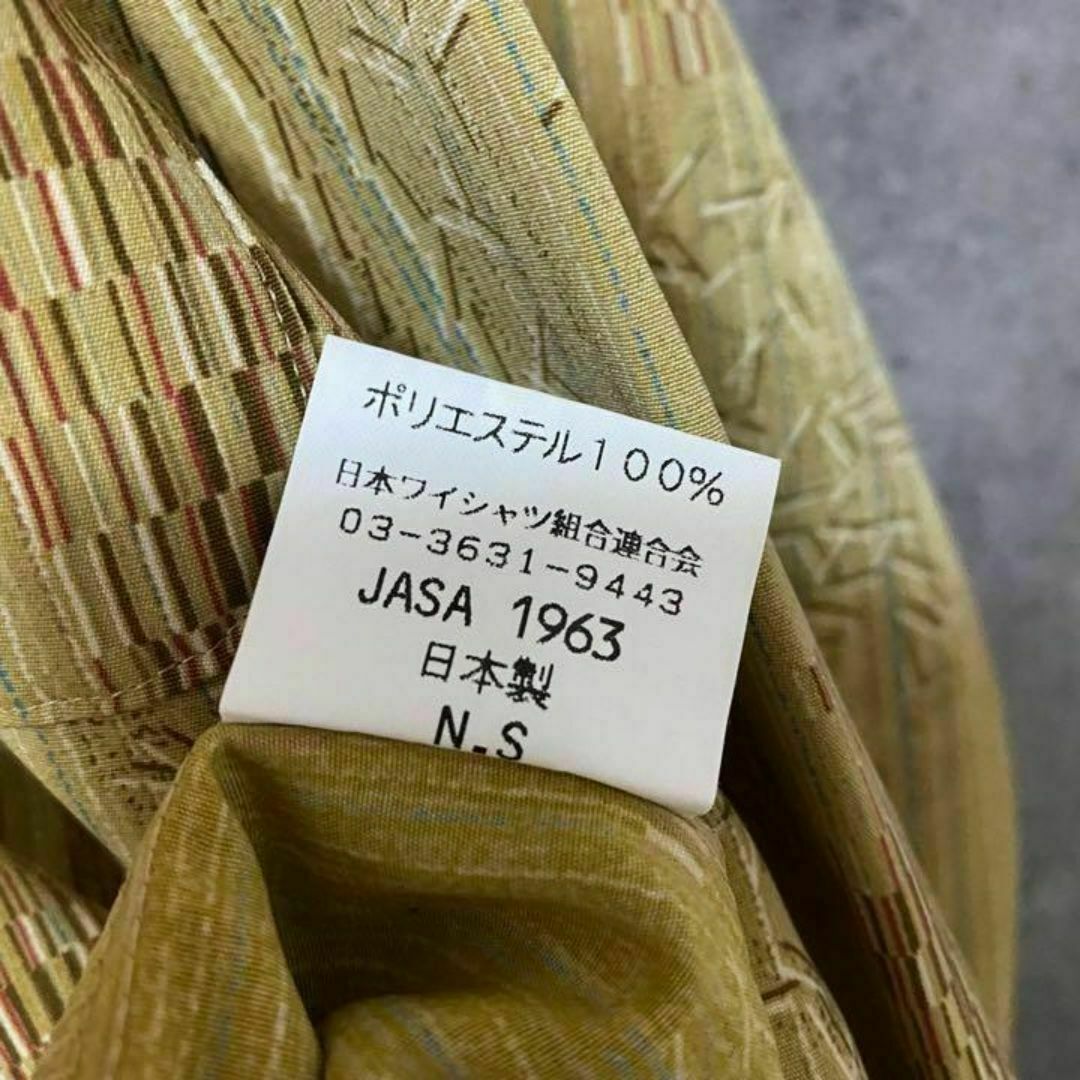 ポリエステル100%
日本ワイシャツ組合連合会
03-3631-9443
JASA 1963
日本製
N.S